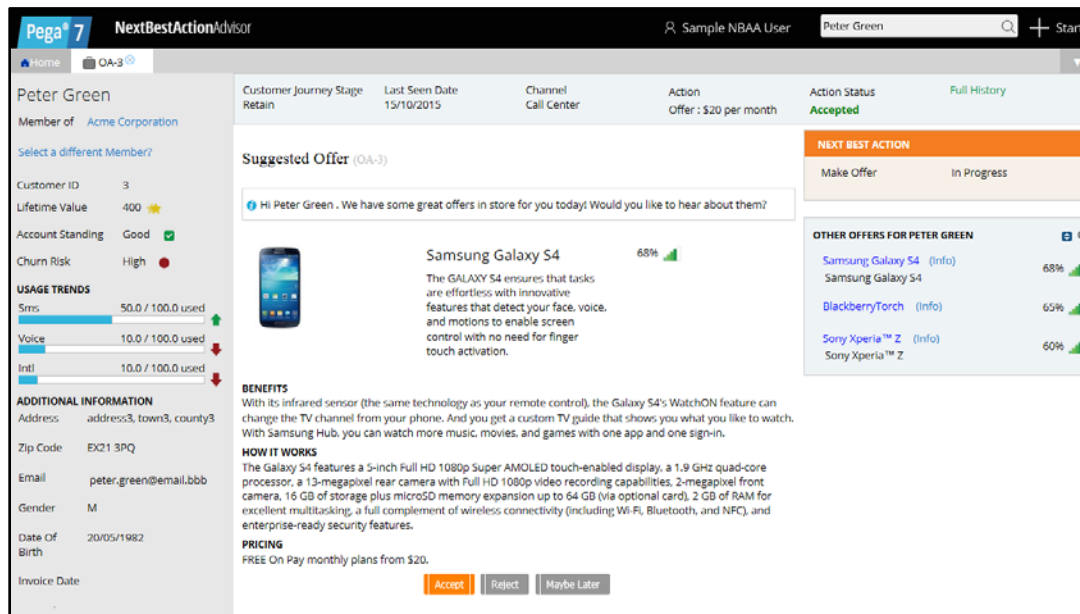 Pega® 7
NextBestActionAdvisor
Sample NBAA User
Peter Green
Start
Home
OA-3
Peter Green
Member of Acme Corporation
Select a different Member?
Customer ID 3
Lifetime Value 400
Account Standing Good
Churn Risk High
USAGE TRENDS
Sms 50.0 / 100.0 used
Voice 10.0 / 100.0 used
Intl 10.0 / 100.0 used
ADDITIONAL INFORMATION
Address address3, town3, county3
Zip Code EX21 3PQ
Email peter.green@email.bbb
Gender M
Date Of
Birth 20/05/1982
Invoice Date
Customer Journey Stage Last Seen Date Channel Action Action Status Full History
Retain 15/10/2015 Call Center Offer : $20 per month Accepted
Suggested Offer (OA-3)
Hi Peter Green . We have some great offers in store for you today! Would you like to hear about them?
Samsung Galaxy S4 68%
The GALAXY S4 ensures that tasks
are effortless with innovative
features that detect your face, voice,
and motions to enable screen
control with no need for finger
touch activation.
BENEFITS
With its infrared sensor (the same technology as your remote control), the Galaxy S4's WatchON feature can
change the TV channel from your phone. And you get a custom TV guide that shows you what you like to watch.
With Samsung Hub, you can watch more music, movies, and games with one app and one sign-in.
HOW IT WORKS
The Galaxy S4 features a 5-inch Full HD 1080p Super AMOLED touch-enabled display, a 1.9 GHz quad-core
processor, a 13-megapixel rear camera with Full HD 1080p video recording capabilities, 2-megapixel front
camera, 16 GB of storage plus microSD memory expansion up to 64 GB (via optional card), 2 GB of RAM for
excellent multitasking, a full complement of wireless connectivity (including Wi-Fi, Bluetooth, and NFC), and
enterprise-ready security features.
PRICING
FREE On Pay monthly plans from $20.
Accept Reject Maybe Later
NEXT BEST ACTION
Make Offer In Progress
OTHER OFFERS FOR PETER GREEN
Samsung Galaxy S4 (Info)
Samsung Galaxy S4 68%
BlackberryTorch (Info) 65%
Sony Xperia™ Z (Info)
Sony Xperia™ Z 60%